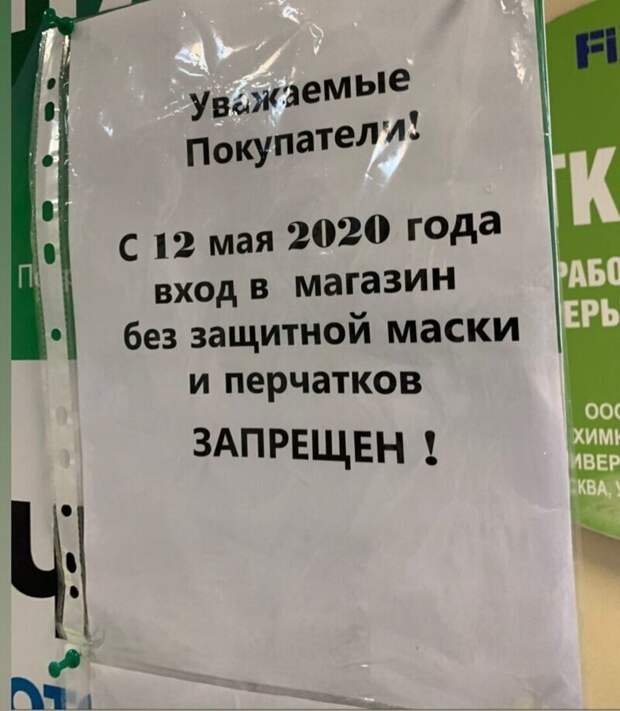 Уважаемые
Покупатели!
С 12 мая 2020 года
вход в магазин
без защитной маски
и перчатков
ЗАПРЕЩЕН !